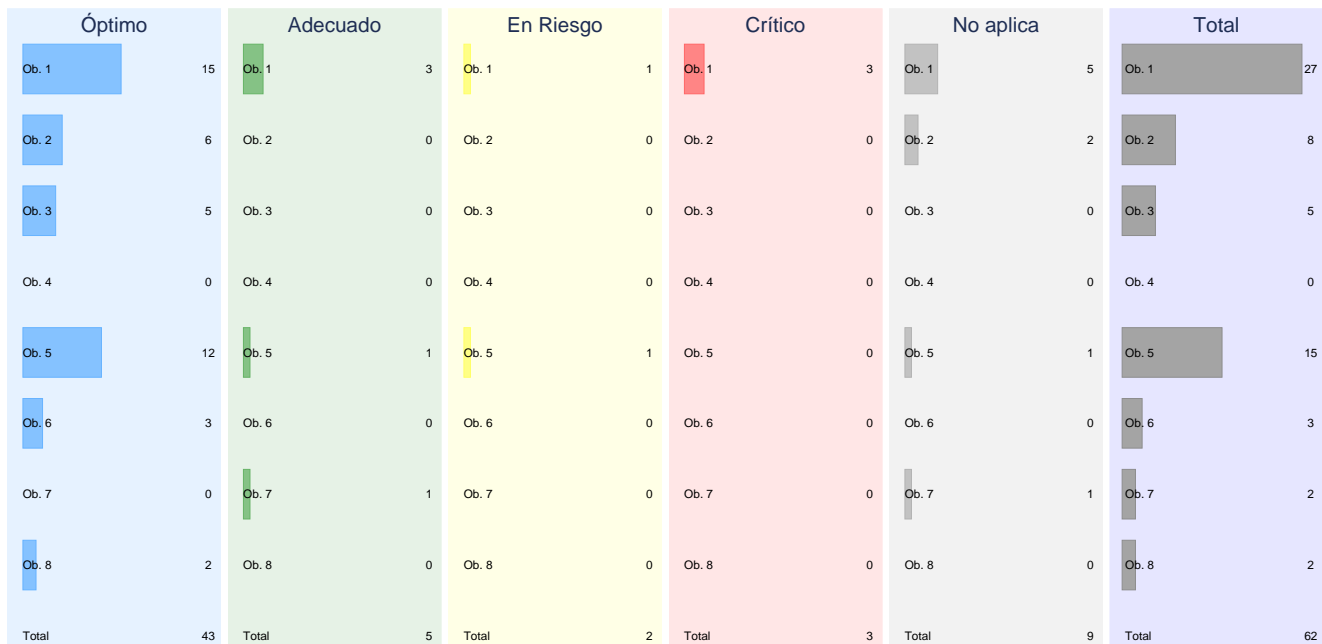 Óptimo Adecuado En Riesgo Crítico No aplica Total
Ob. 1 15 Ob. 1 3 Ob. 1 1 Ob. 1 3 Ob. 1 5 Ob. 1 27
Ob. 2 6 Ob. 2 0 Ob. 2 0 Ob. 2 0 Ob. 2 2 Ob. 2 8
Ob. 3 5 Ob. 3 0 Ob. 3 0 Ob. 3 0 Ob. 3 0 Ob. 3 5
Ob. 4 0 Ob. 4 0 Ob. 4 0 Ob. 4 0 Ob. 4 0 Ob. 4 0
Ob. 5 12 Ob. 5 1 Ob. 5 1 Ob. 5 0 Ob. 5 1 Ob. 5 15
Ob. 6 3 Ob. 6 0 Ob. 6 0 Ob. 6 0 Ob. 6 0 Ob. 6 3
Ob. 7 0 Ob. 7 1 Ob. 7 0 Ob. 7 0 Ob. 7 1 Ob. 7 2
Ob. 8 2 Ob. 8 0 Ob. 8 0 Ob. 8 0 Ob. 8 0 Ob. 8 2
Total 43 Total 5 Total 2 Total 3 Total 9 Total 62